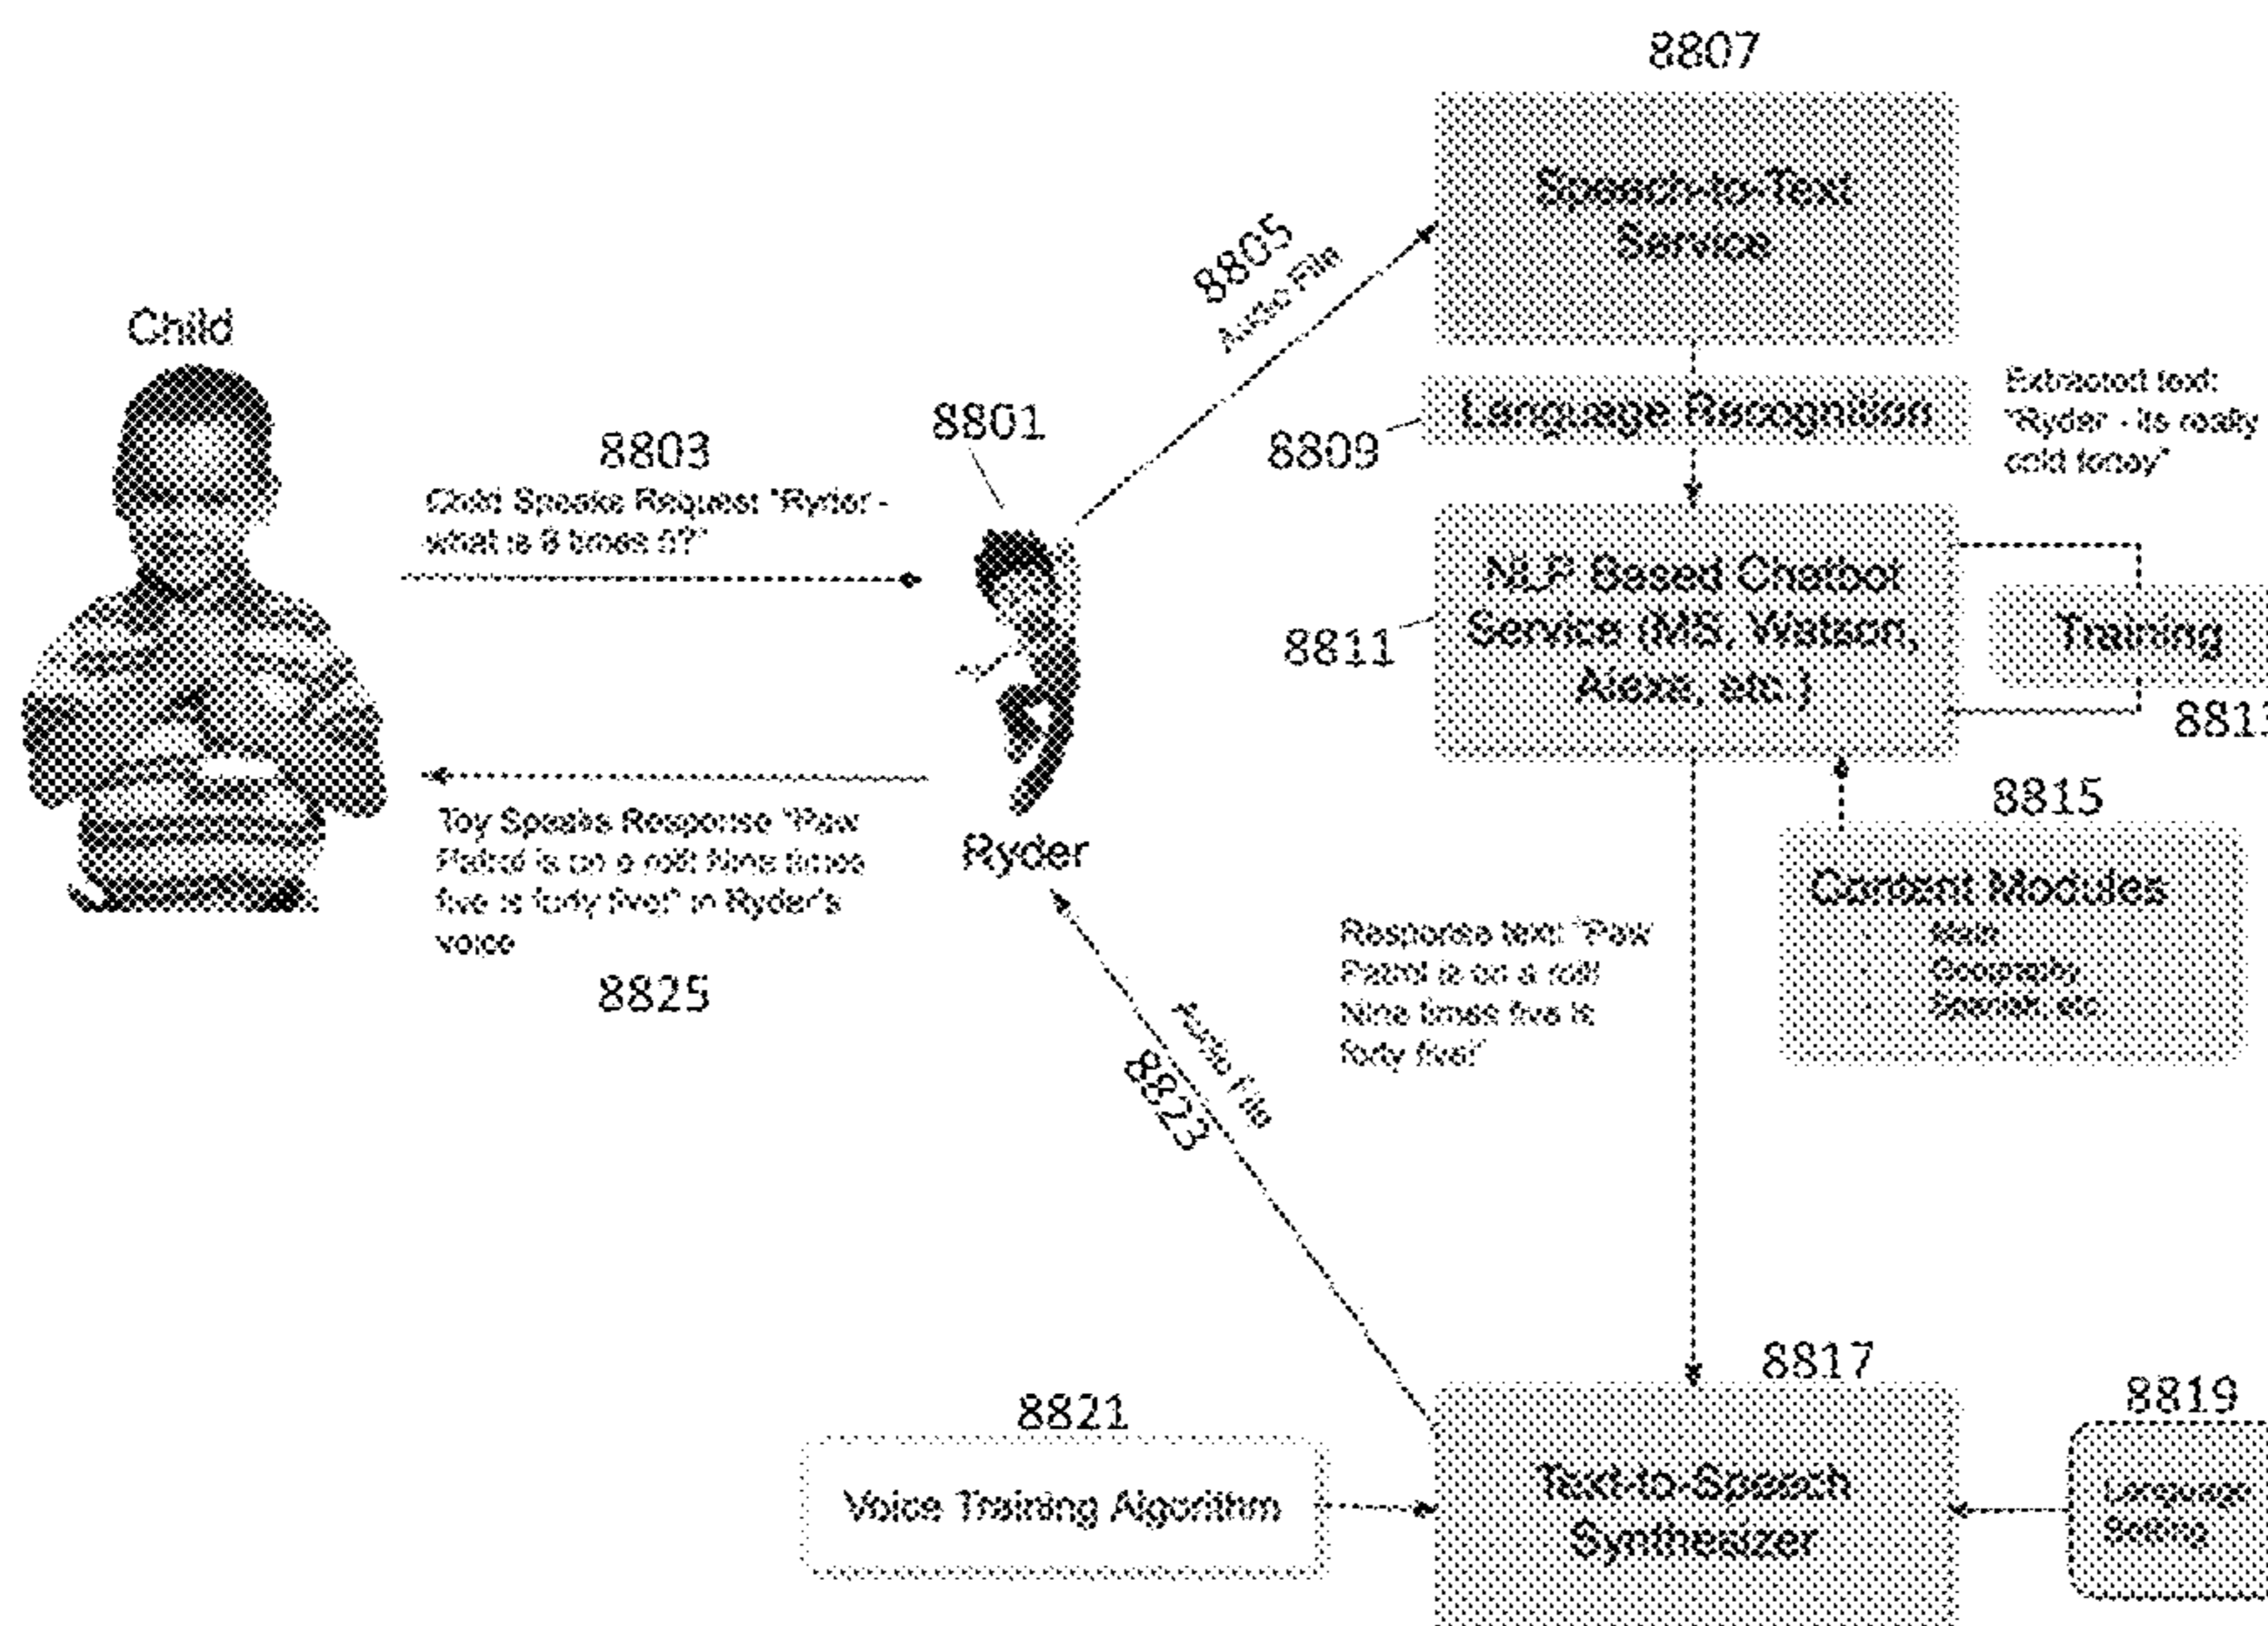 8807
Speech-to-Text
Service
8805
Audio File
Child
8809
Language Recognition
Extracted text:
"Ryder - its really
cold today"
8803
Child Speaks Request "Ryder -
what is 9 times
8801
8811
NLP Based Chatbot
Service (MS, Watson,
Alexa, etc.)
Training
Toy Speaks Response "Paw
Patrol is on a roll! Nine times
five is forty five!" in Ryder's
voice
8825
Ryder
8815
Content Modules
Math
Geography
Spanish, etc.
Response text: "Paw
Patrol is on a roll!
Nine times five is
forty five!"
Audio File
8823
8817
Text-to-Speech
Synthesizer
8821
Voice Training Algorithm
8819
Language
Setting